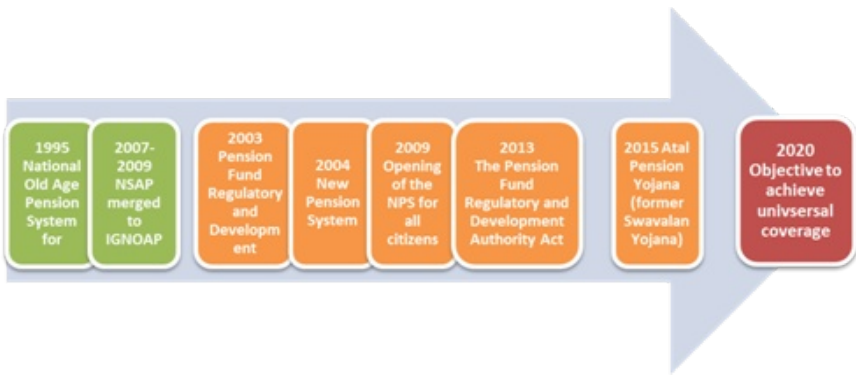 1995
National
Old Age
Pension
System
for
2007-
2009
NSAP
merged
to
IGNOAP
2003
Pension
Fund
Regulatory
and
Developm
ent
2004
New
Pension
System
2009
Opening
of the
NPS for
all
citizens
2013
The Pension
Fund
Regulatory and
Development
Authority Act
2015 Atal
Pension
Yojana
(former
Swavalan
Yojana)
2020
Objective to
achieve
univsersal
coverage